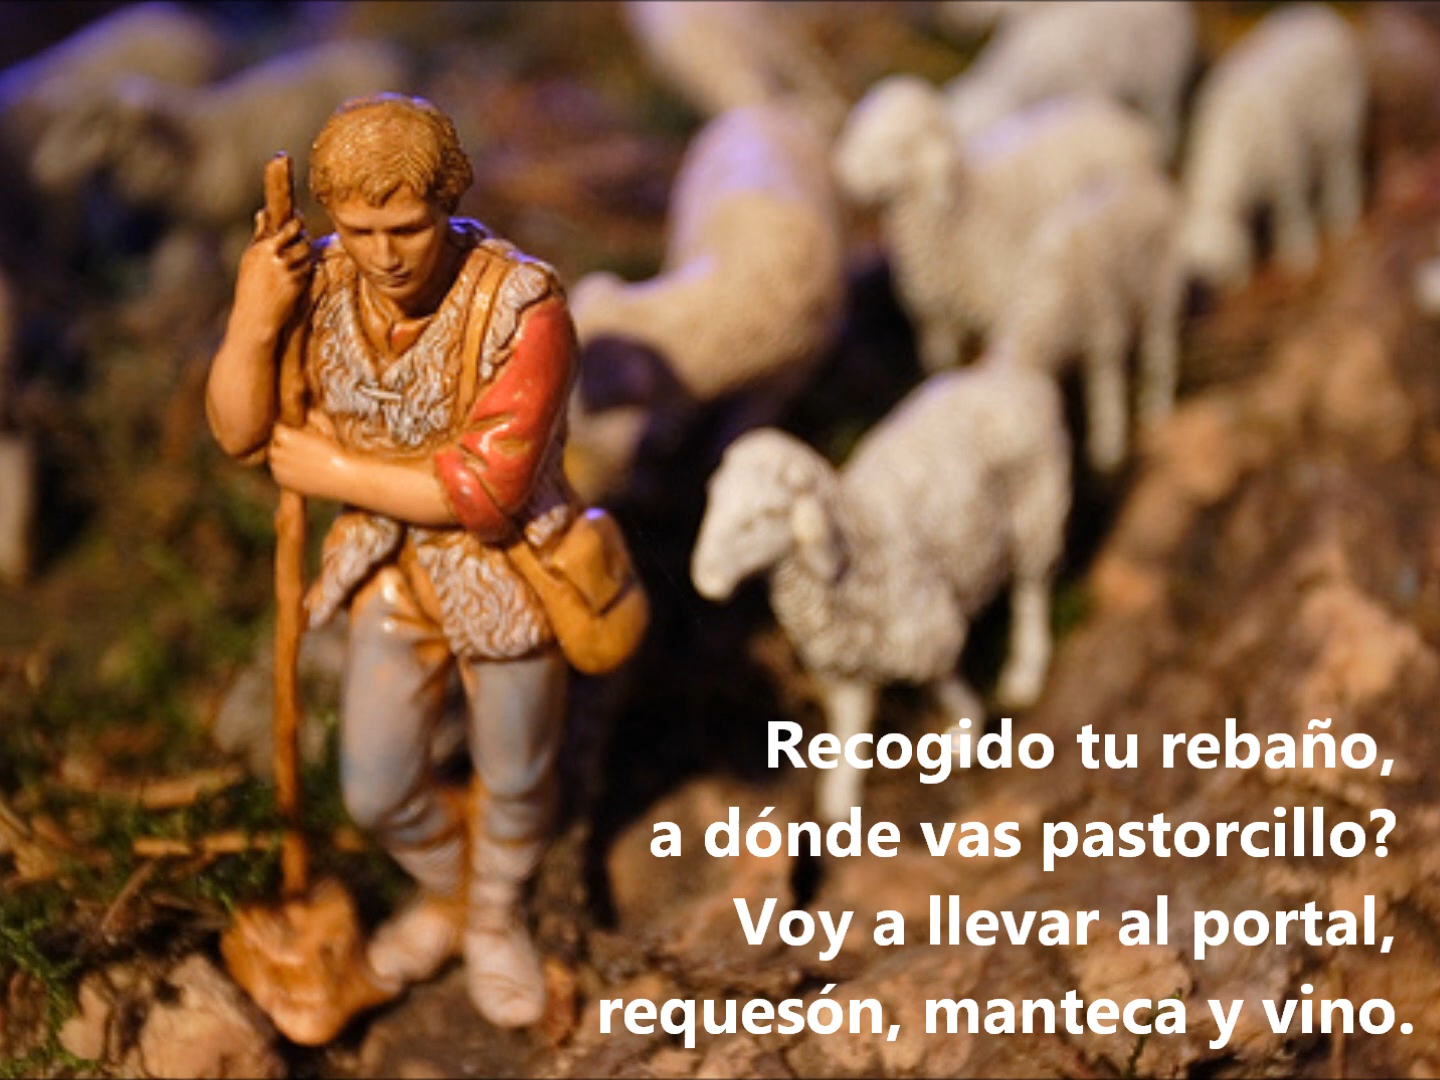 Recogido tu rebaño,
a dónde vas pastorcillo?
Voy a llevar al portal,
requesón, manteca y vino.